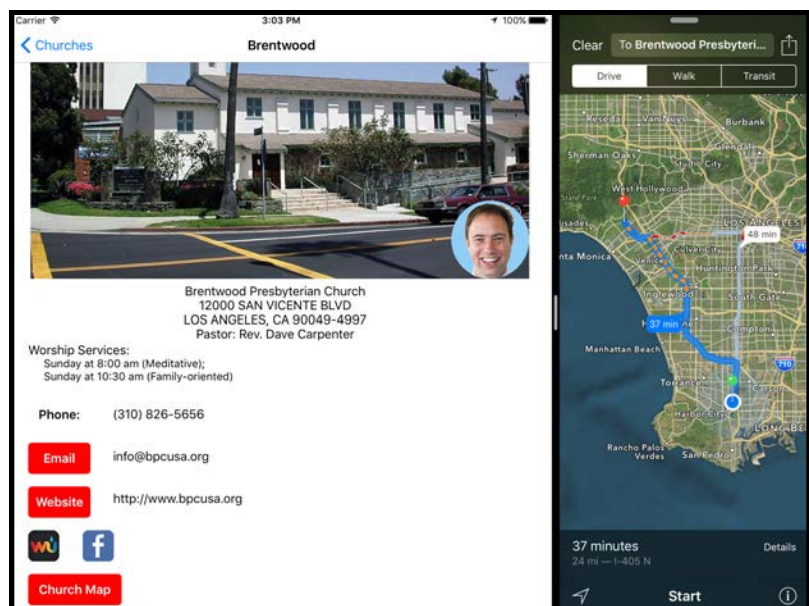 Carrier
3:03 PM
100%
Churches
Brentwood
Brentwood Presbyterian Church
12000 SAN VICENTE BLVD
LOS ANGELES, CA 90049-4997
Pastor: Rev. Dave Carpenter
Worship Services:
Sunday at 8:00 am (Meditative);
Sunday at 10:30 am (Family-oriented)
Phone: (310) 826-5656
Email info@bpcusa.org
Website http://www.bpcusa.org
wü f
Church Map
Clear To Brentwood Presbyteri...
Drive Walk Transit
Reseda Van Nuys Burbank
Glendale
Sherman Oaks Studio City
State Park
West Hollywood
LOS ANGELES
48 min
Culver City
Venice
Huntington Park
Inglewood
South Gate
37 min
Compton
Manhattan Beach
710
Torrance
Carson
Harbor City
LONG BE
Rancho Palos
Verdes
San Pedro
37 minutes Details
24 mi — I-405 N
Start